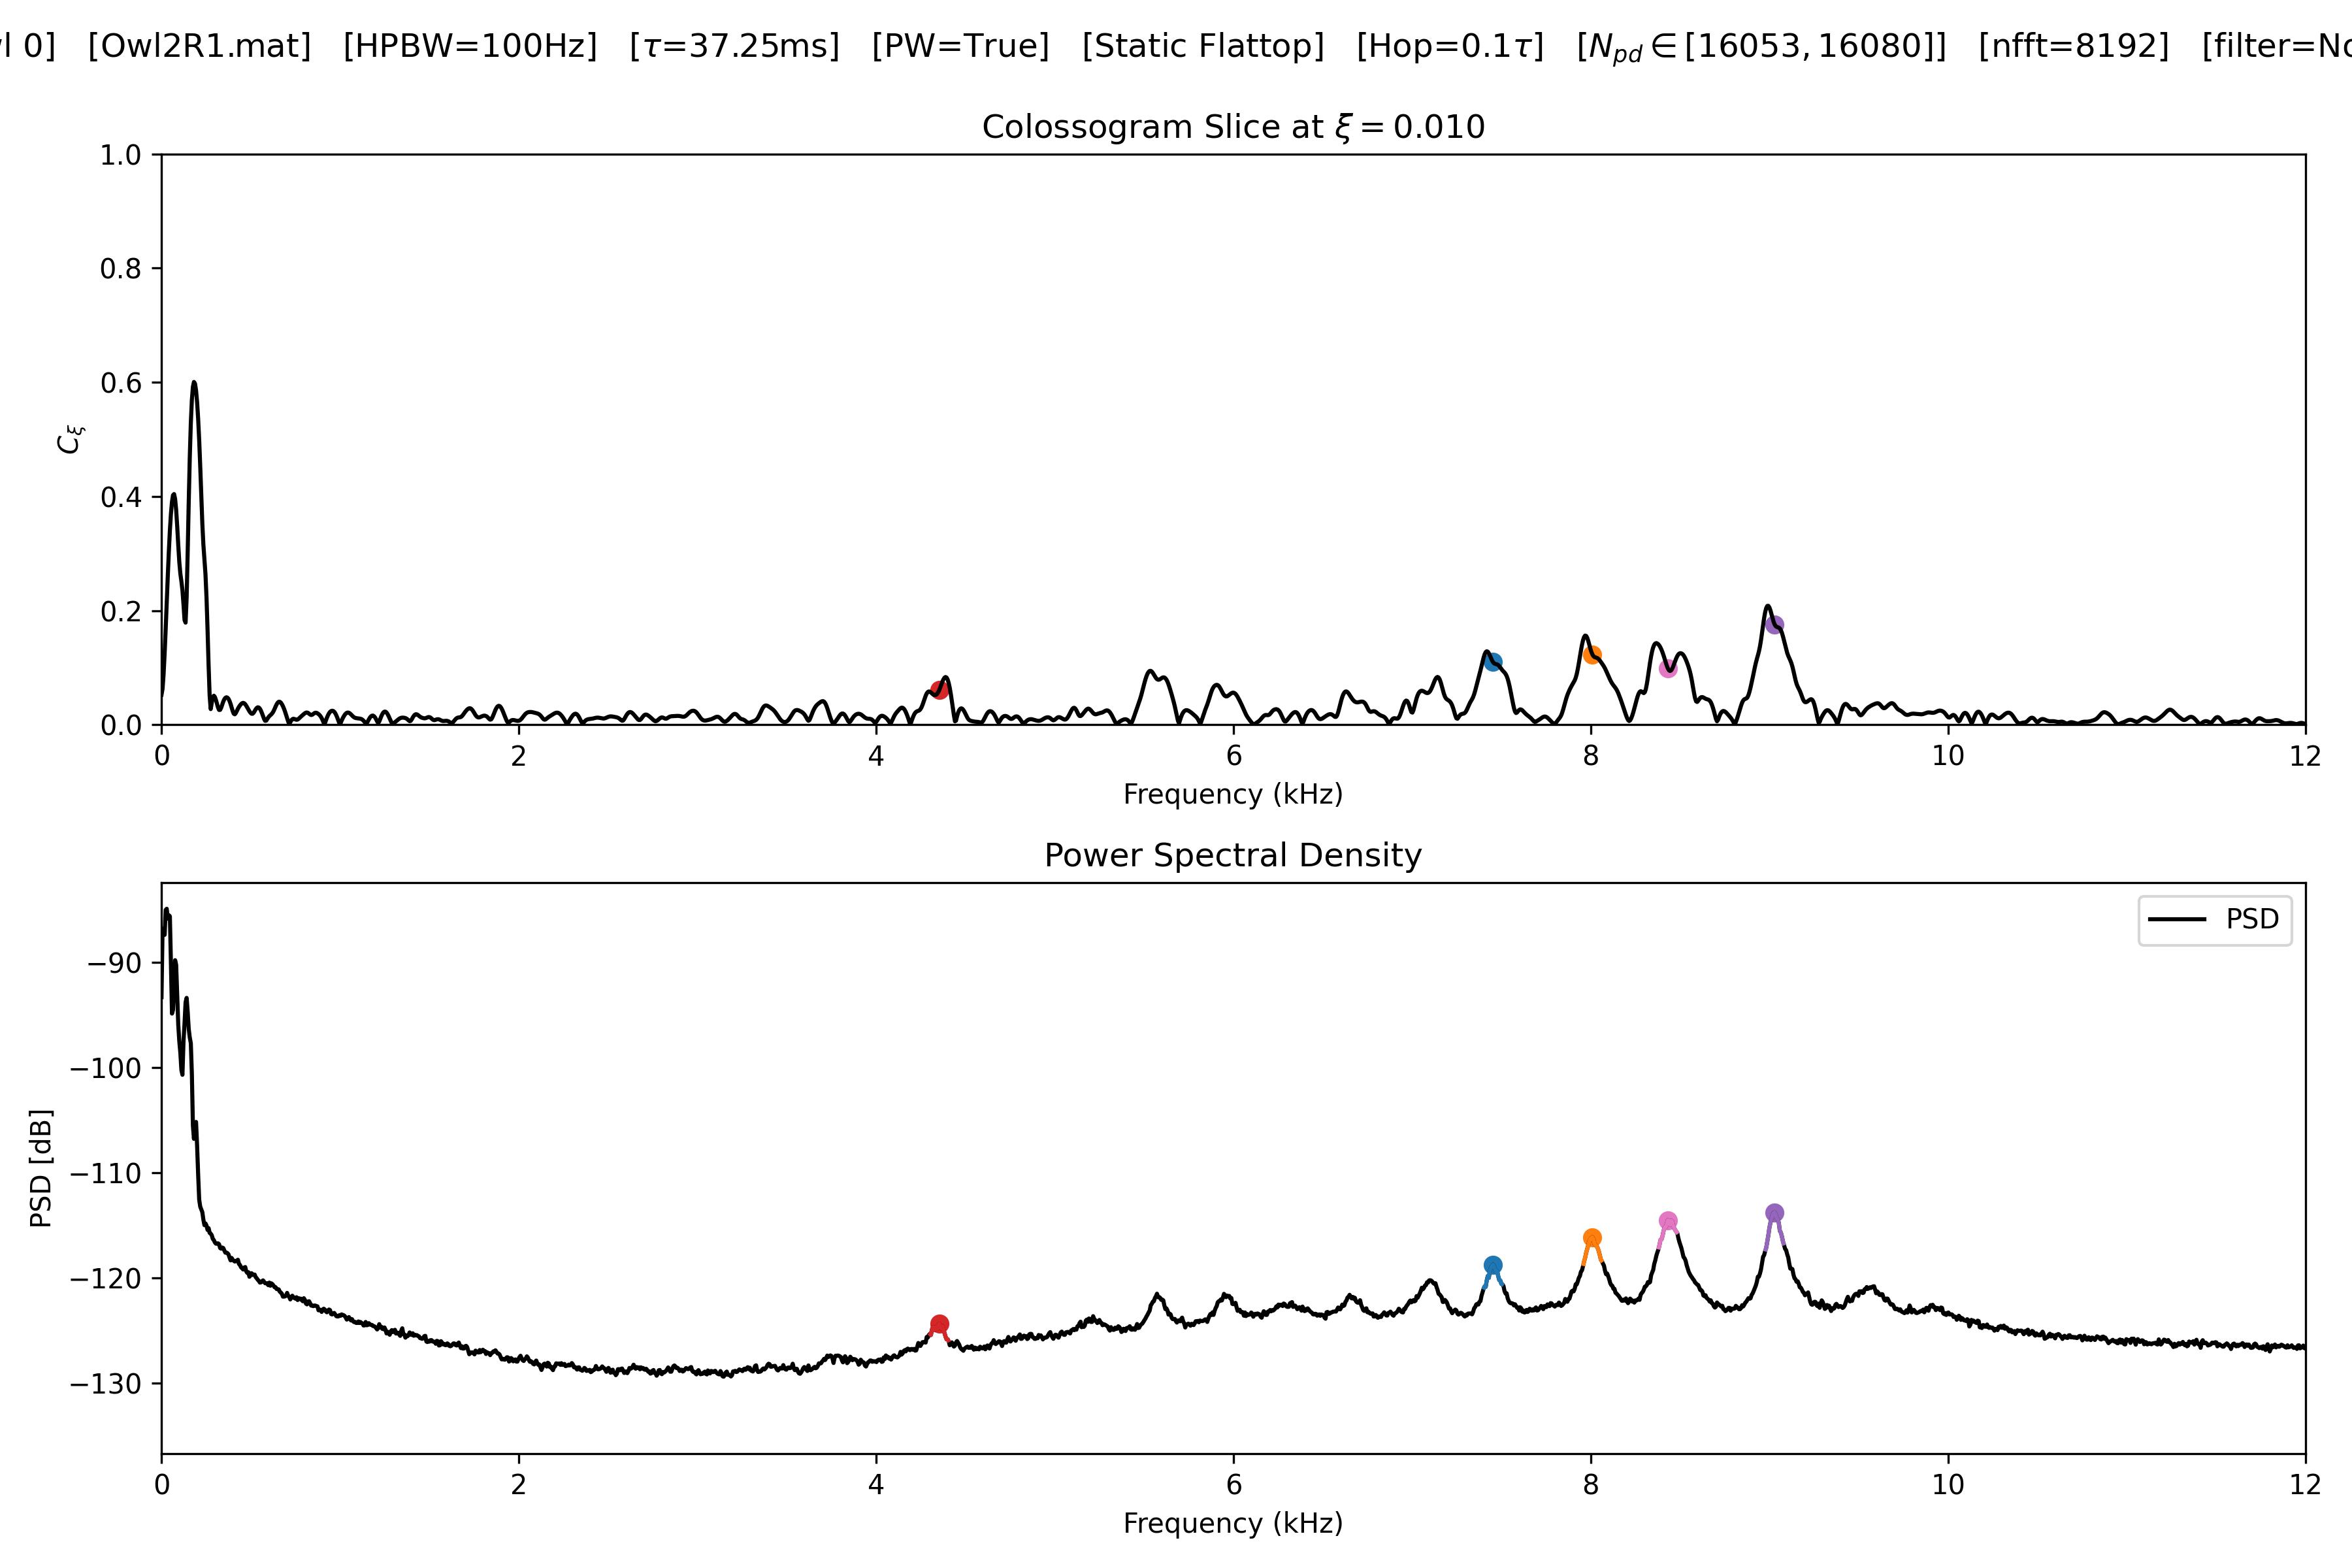 l 0] [Owl2R1.mat] [HPBW=100Hz] [τ=37.25ms] [PW=True] [Static Flattop] [Hop=0.1τ] [N_pd ∈ [16053, 16080]] [nfft=8192] [filter=No
Colossogram Slice at ξ = 0.010
1.0
0.8
0.6
0.4
0.2
0.0
C_ξ
0 2 4 6 8 10 12
Frequency (kHz)
Power Spectral Density
PSD
−90
−100
−110
−120
−130
PSD [dB]
0 2 4 6 8 10 12
Frequency (kHz)